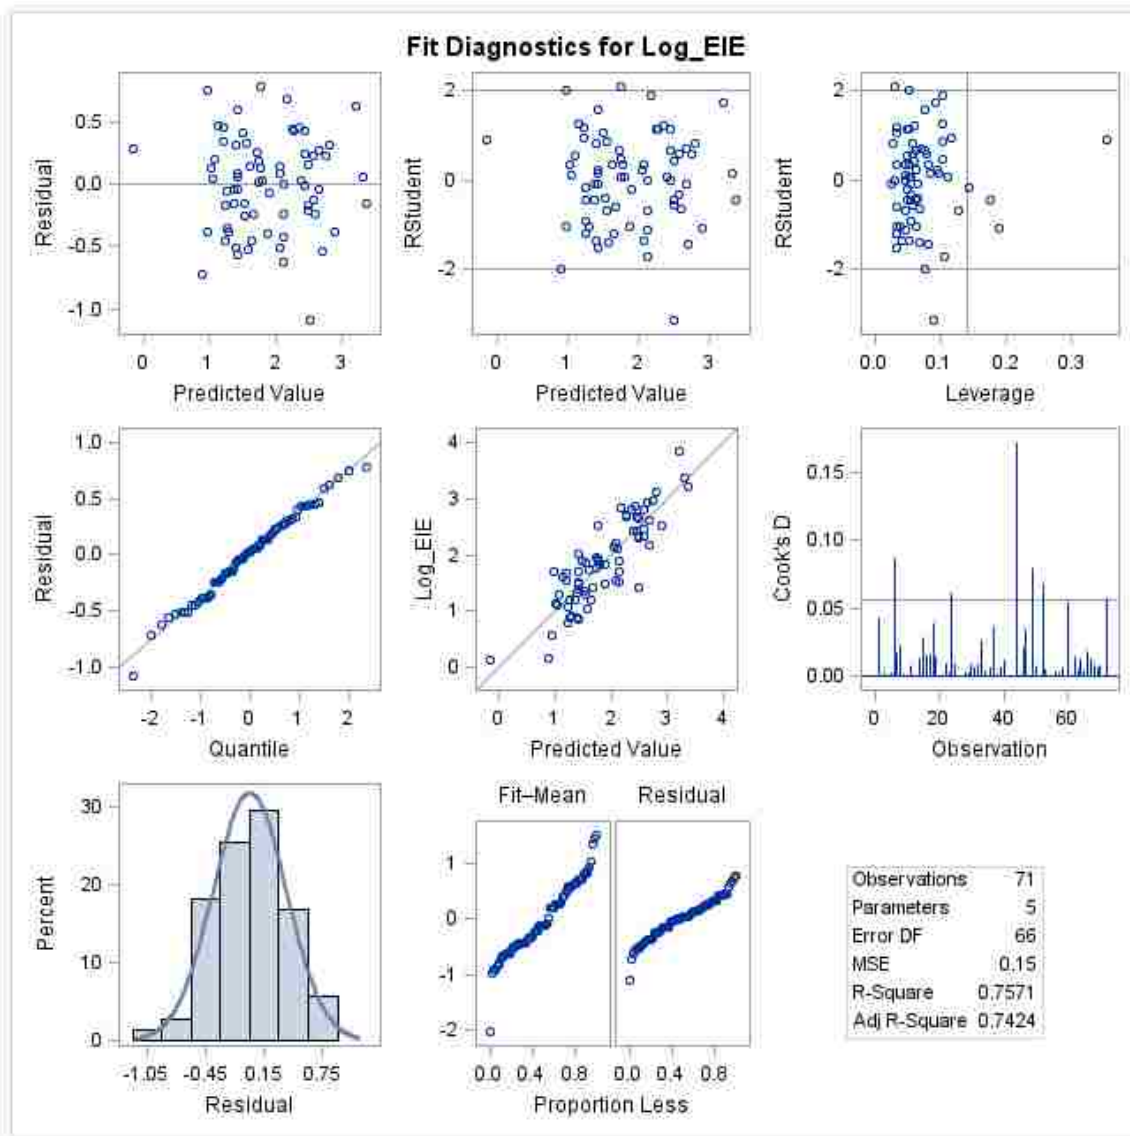 Fit Diagnostics for Log_EIE
Residual
0.5
0.0
-0.5
-1.0
0 1 2 3
Predicted Value
RStudent
2
0
-2
0 1 2 3
Predicted Value
RStudent
2
0
-2
0.0 0.1 0.2 0.3
Leverage
Residual
1.0
0.5
0.0
-0.5
-1.0
-2 -1 0 1 2
Quantile
Log_EIE
4
3
2
1
0
0 1 2 3 4
Predicted Value
Cook's D
0.15
0.10
0.05
0.00
0 20 40 60
Observation
Percent
30
20
10
0
-1.05 -0.45 0.15 0.75
Residual
Fit–Mean Residual
1
0
-1
-2
0.0 0.4 0.8 0.0 0.4 0.8
Proportion Less
Observations 71
Parameters 5
Error DF 66
MSE 0.15
R-Square 0.7571
Adj R-Square 0.7424